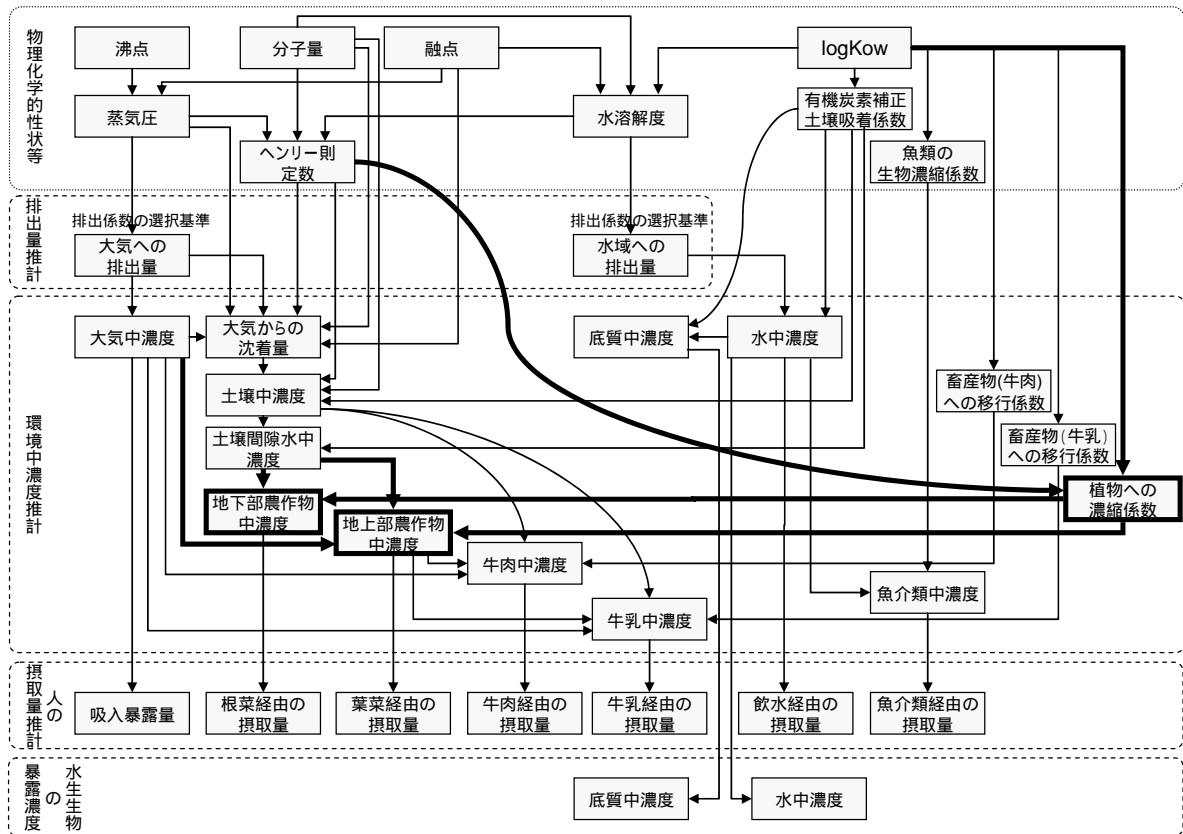 物理化学的性状等
沸点
分子量
融点
logKow
蒸気圧
水溶解度
有機炭素補正
土壌吸着係数
ヘンリー則
定数
魚類の
生物濃縮係数
排出量推計
排出係数の選択基準
大気への
排出量
排出係数の選択基準
水域への
排出量
環境中濃度推計
大気中濃度
大気からの
沈着量
底質中濃度
水中濃度
土壌中濃度
畜産物(牛肉)
への移行係数
土壌間隙水中
濃度
畜産物(牛乳)
への移行係数
地下部農作物
中濃度
植物への
濃縮係数
地上部農作物
中濃度
牛肉中濃度
魚介類中濃度
牛乳中濃度
人の
摂取量推計
吸入暴露量
根菜経由の
摂取量
葉菜経由の
摂取量
牛肉経由の
摂取量
牛乳経由の
摂取量
飲水経由の
摂取量
魚介類経由の
摂取量
水生生物
の
暴露濃度
底質中濃度
水中濃度